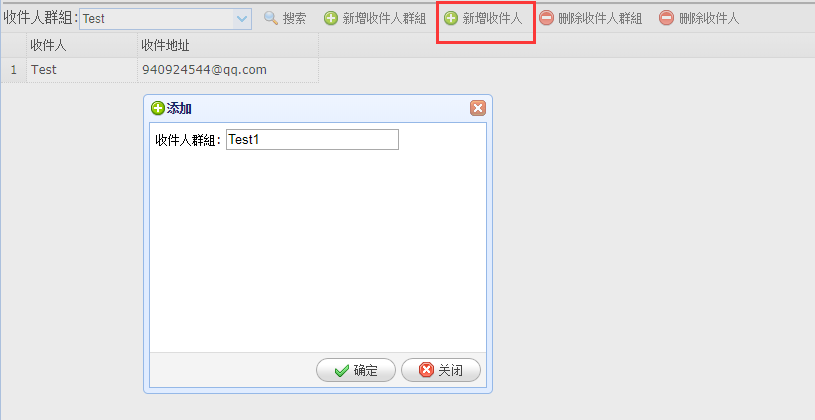 收件人群組: Test 搜索 新增收件人群組 新增收件人 刪除收件人群組 刪除收件人
收件人 收件地址
1 Test 940924544@qq.com
添加
收件人群組: Test1
确定 关闭